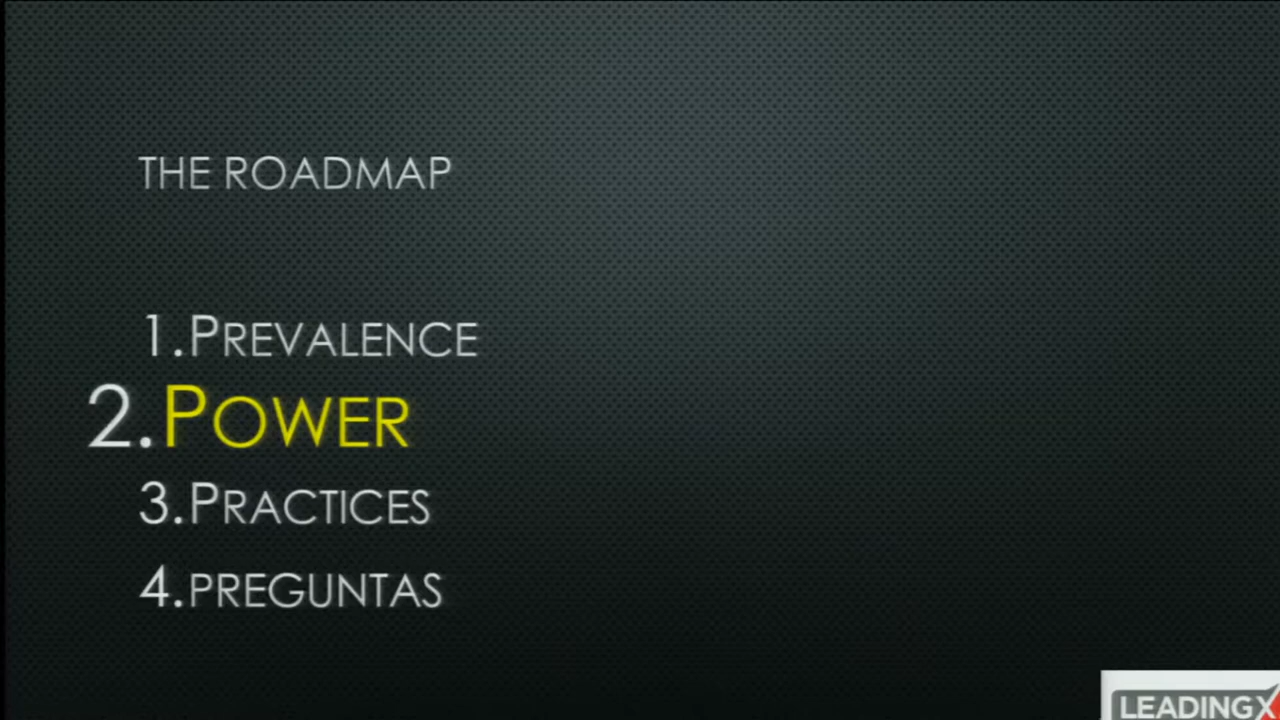 THE ROADMAP
1.PREVALENCE
2.POWER
3.PRACTICES
4.PREGUNTAS
LEADINGX